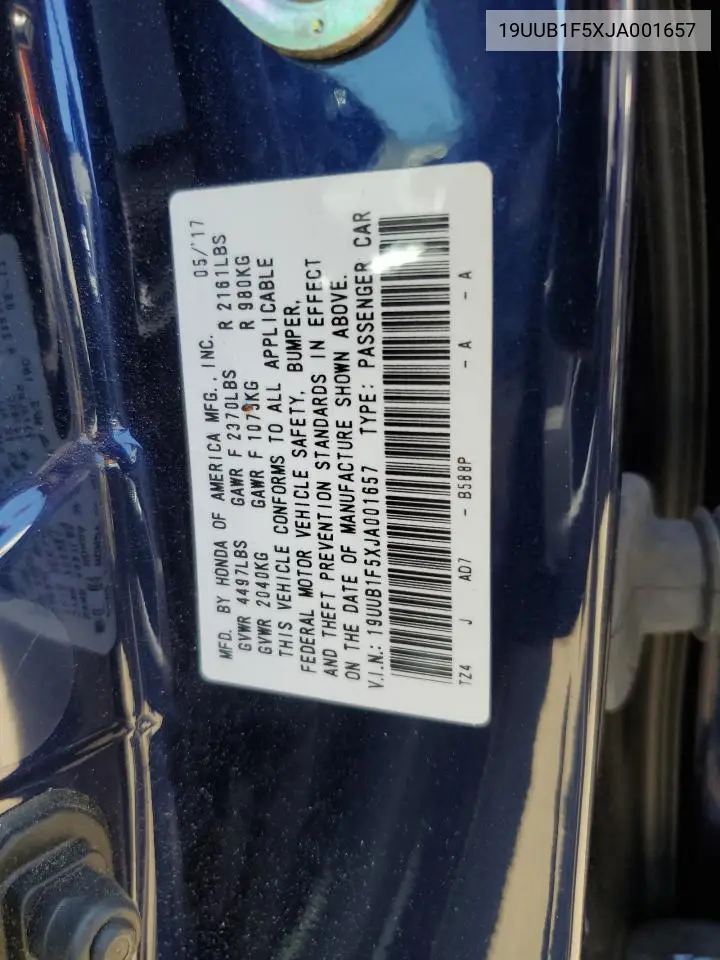 19UUB1F5XJA001657
MFD. BY HONDA OF AMERICA MFG., INC. 05/'17
GVWR 4497LBS GAWR F 2370LBS R 2161LBS
GVWR 2040KG GAWR F 1075KG R 980KG
THIS VEHICLE CONFORMS TO ALL APPLICABLE
FEDERAL MOTOR VEHICLE SAFETY, BUMPER,
AND THEFT PREVENTION STANDARDS IN EFFECT
ON THE DATE OF MANUFACTURE SHOWN ABOVE.
V.I.N.: 19UUB1F5XJA001657 TYPE: PASSENGER CAR
TZ4 J AD7 - B588P - A - A